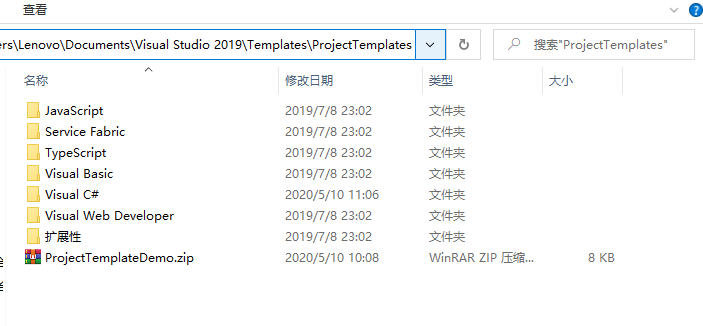 查看
ers\Lenovo\Documents\Visual Studio 2019\Templates\ProjectTemplates 搜索"ProjectTemplates"
名称 修改日期 类型 大小
JavaScript 2019/7/8 23:02 文件夹
Service Fabric 2019/7/8 23:02 文件夹
TypeScript 2019/7/8 23:02 文件夹
Visual Basic 2019/7/8 23:02 文件夹
Visual C# 2020/5/10 11:06 文件夹
Visual Web Developer 2019/7/8 23:02 文件夹
扩展性 2019/7/8 23:02 文件夹
ProjectTemplateDemo.zip 2020/5/10 10:08 WinRAR ZIP 压缩... 8 KB